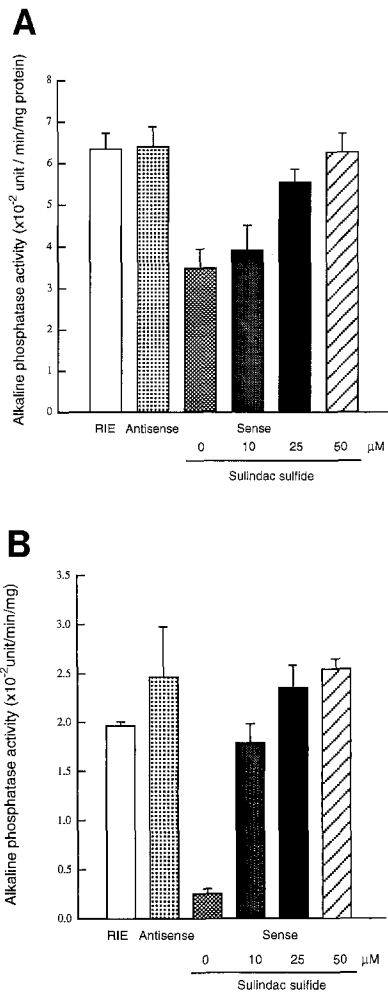 A
Alkaline phosphatase activity (x10-2 unit / min/mg protein)
8
7
6
5
4
3
2
1
0
RIE Antisense Sense
0 10 25 50 µM
Sulindac sulfide
B
Alkaline phosphatase activity (x10-2unit/min/mg)
3.5
3.0
2.5
2.0
1.5
1.0
0.5
0.0
RIE Antisense Sense
0 10 25 50 µM
Sulindac sulfide